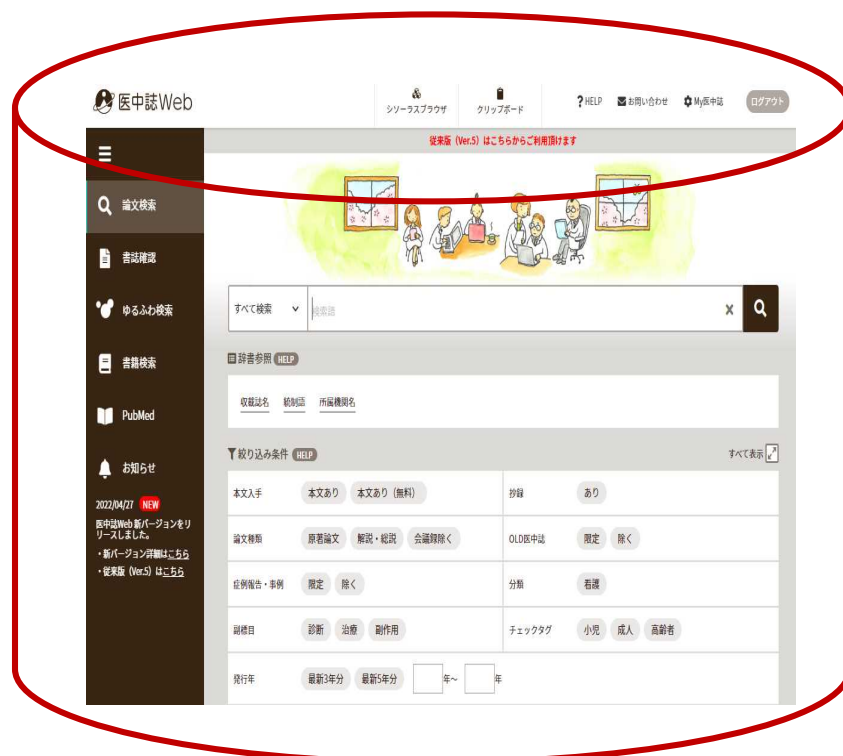 医中誌Web
シソーラスブラウザ
クリップボード
?HELP
お問い合わせ
My医中誌
ログアウト
従来版（Ver.5）はこちらからご利用頂けます
論文検索
書誌確認
ゆるふわ検索
書籍検索
PubMed
お知らせ
2022/04/27 NEW
医中誌Web 新バージョンをリ
リースしました。
・新バージョン詳細はこちら
・従来版（Ver.5）はこちら
すべて検索
検索語
辞書参照 HELP
収載誌名 統制語 所属機関名
絞り込み条件 HELP
すべて表示
本文入手 本文あり 本文あり（無料） 抄録 あり
論文種類 原著論文 解説・総説 会議録除く OLD医中誌 限定 除く
症例報告・事例 限定 除く 分類 看護
副標目 診断 治療 副作用 チェックタグ 小児 成人 高齢者
発行年 最新3年分 最新5年分 年～ 年